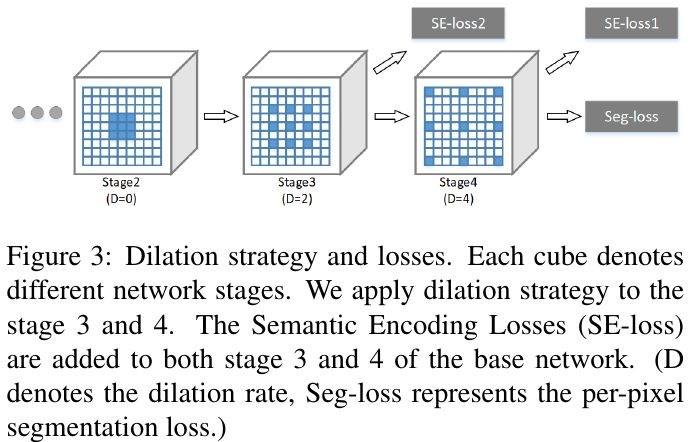 SE-loss2
SE-loss1
Seg-loss
Stage2
(D=0)
Stage3
(D=2)
Stage4
(D=4)
Figure 3: Dilation strategy and losses. Each cube denotes
different network stages. We apply dilation strategy to the
stage 3 and 4. The Semantic Encoding Losses (SE-loss)
are added to both stage 3 and 4 of the base network. (D
denotes the dilation rate, Seg-loss represents the per-pixel
segmentation loss.)